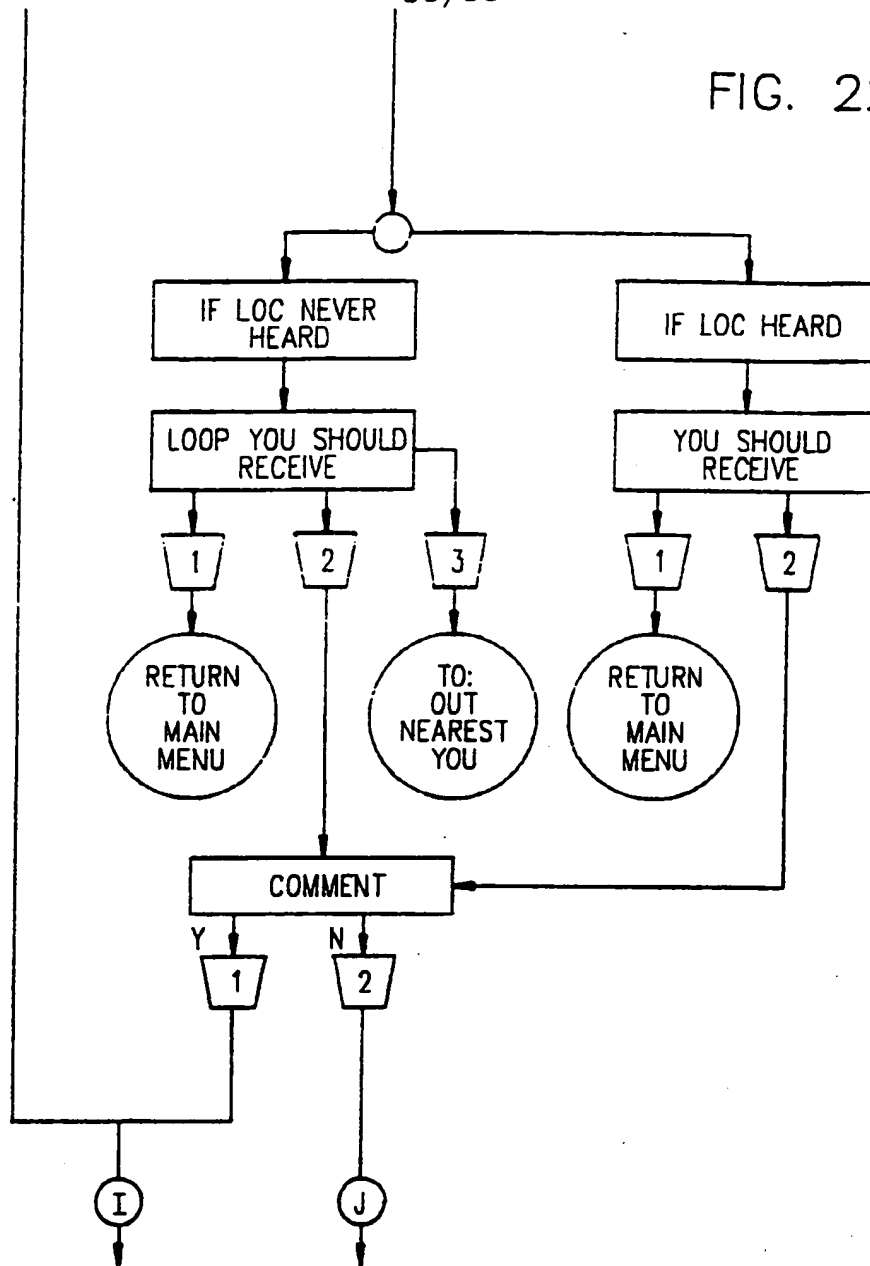 FIG. 2
IF LOC NEVER
HEARD
IF LOC HEARD
LOOP YOU SHOULD
RECEIVE
YOU SHOULD
RECEIVE
1
2
3
1
2
RETURN
TO
MAIN
MENU
TO:
OUT
NEAREST
YOU
RETURN
TO
MAIN
MENU
COMMENT
Y
N
1
2
I
J